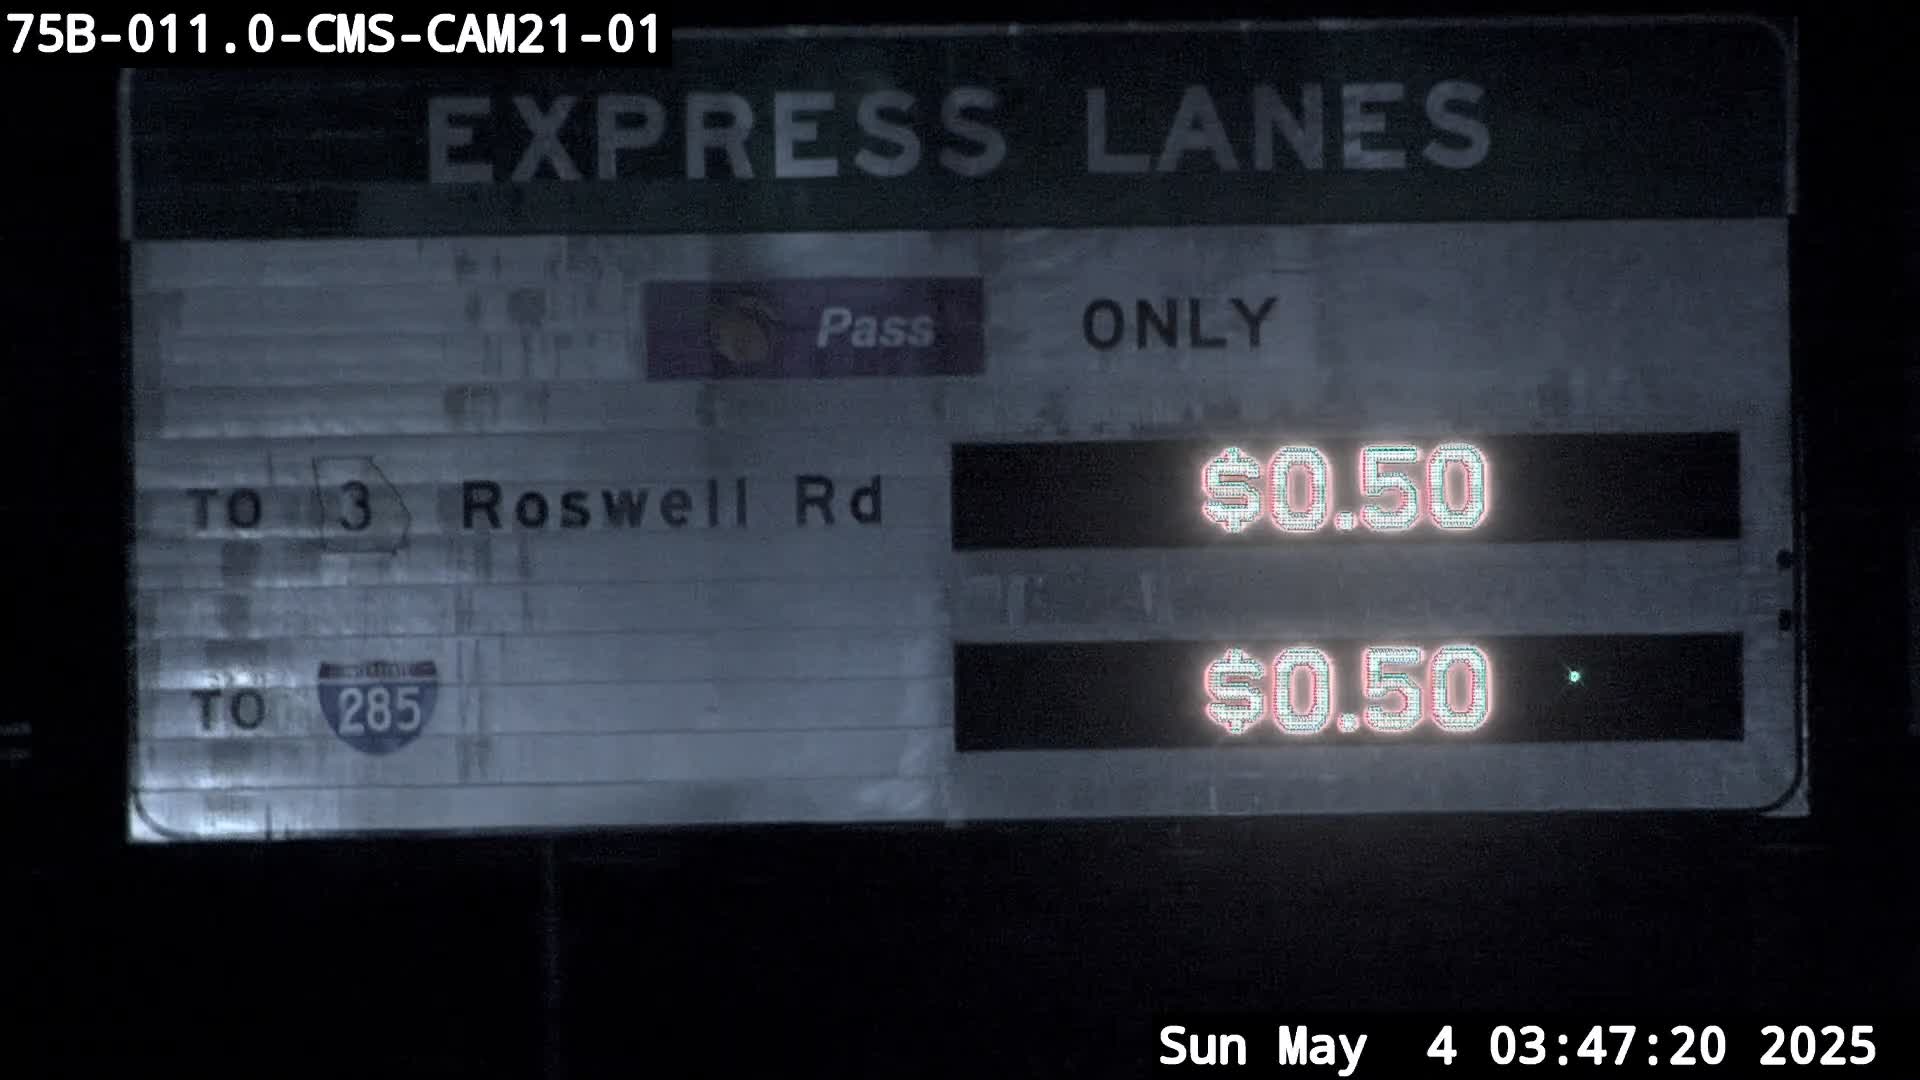 75B-011.0-CMS-CAM21-01
EXPRESS LANES
Pass ONLY
TO 3 Roswell Rd $0.50
TO 285 $0.50
Sun May 4 03:47:20 2025